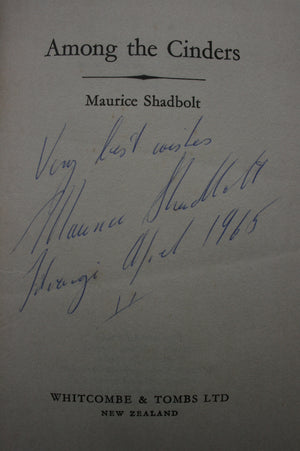 Among the Cinders
Maurice Shadbolt
Very best wishes
Maurice Shadbolt
April 1965
WHITCOMBE & TOMBS LTD
NEW ZEALAND